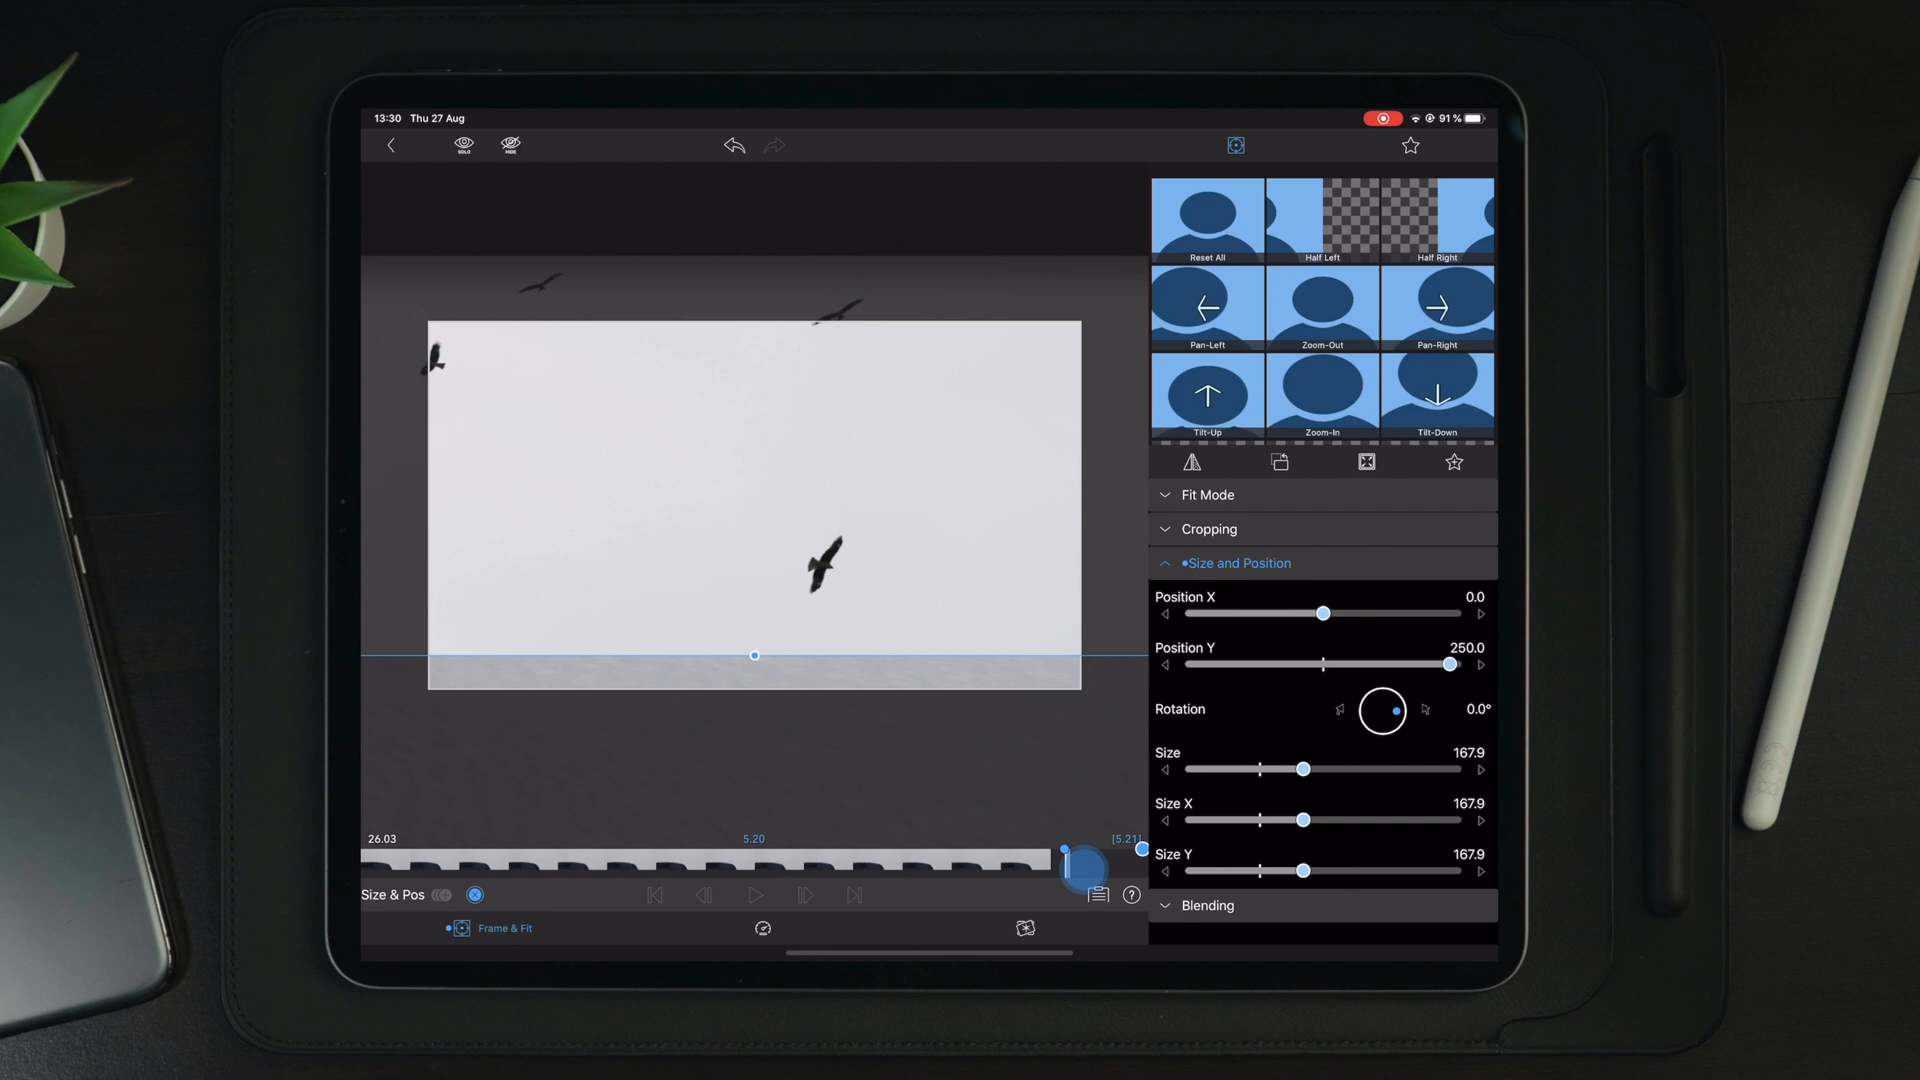 13:30 Thu 27 Aug
91 %
SOLO
HIDE
Reset All
Half Left
Half Right
Pan-Left
Zoom-Out
Pan-Right
Tilt-Up
Zoom-In
Tilt-Down
Fit Mode
Cropping
Size and Position
Position X 0.0
Position Y 250.0
Rotation 0.0°
Size 167.9
Size X 167.9
Size Y 167.9
Blending
26.03
5.20
[5.21]
Size & Pos
?
Frame & Fit